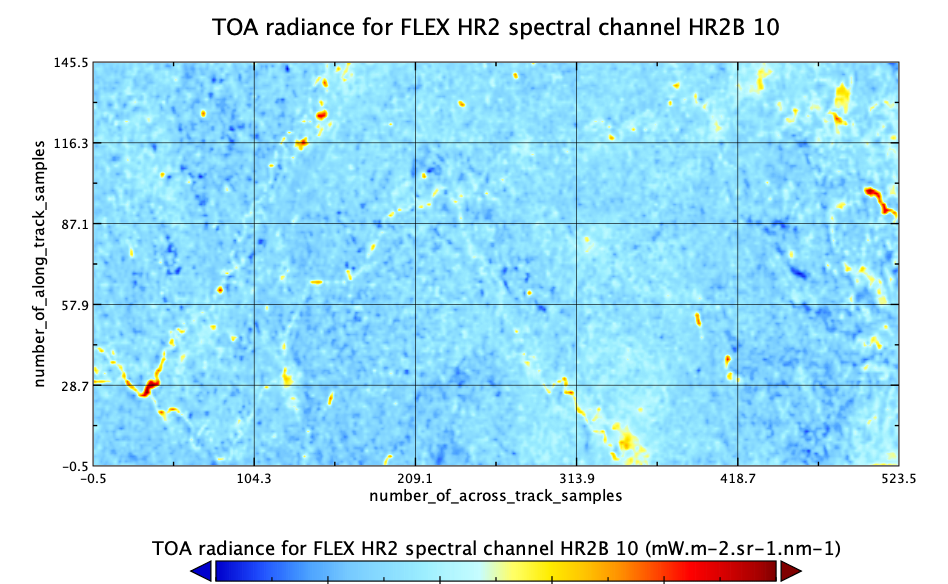 TOA radiance for FLEX HR2 spectral channel HR2B 10
145.5
116.3
87.1
57.9
28.7
-0.5
number_of_along_track_samples
-0.5 104.3 209.1 313.9 418.7 523.5
number_of_across_track_samples
TOA radiance for FLEX HR2 spectral channel HR2B 10 (mW.m-2.sr-1.nm-1)